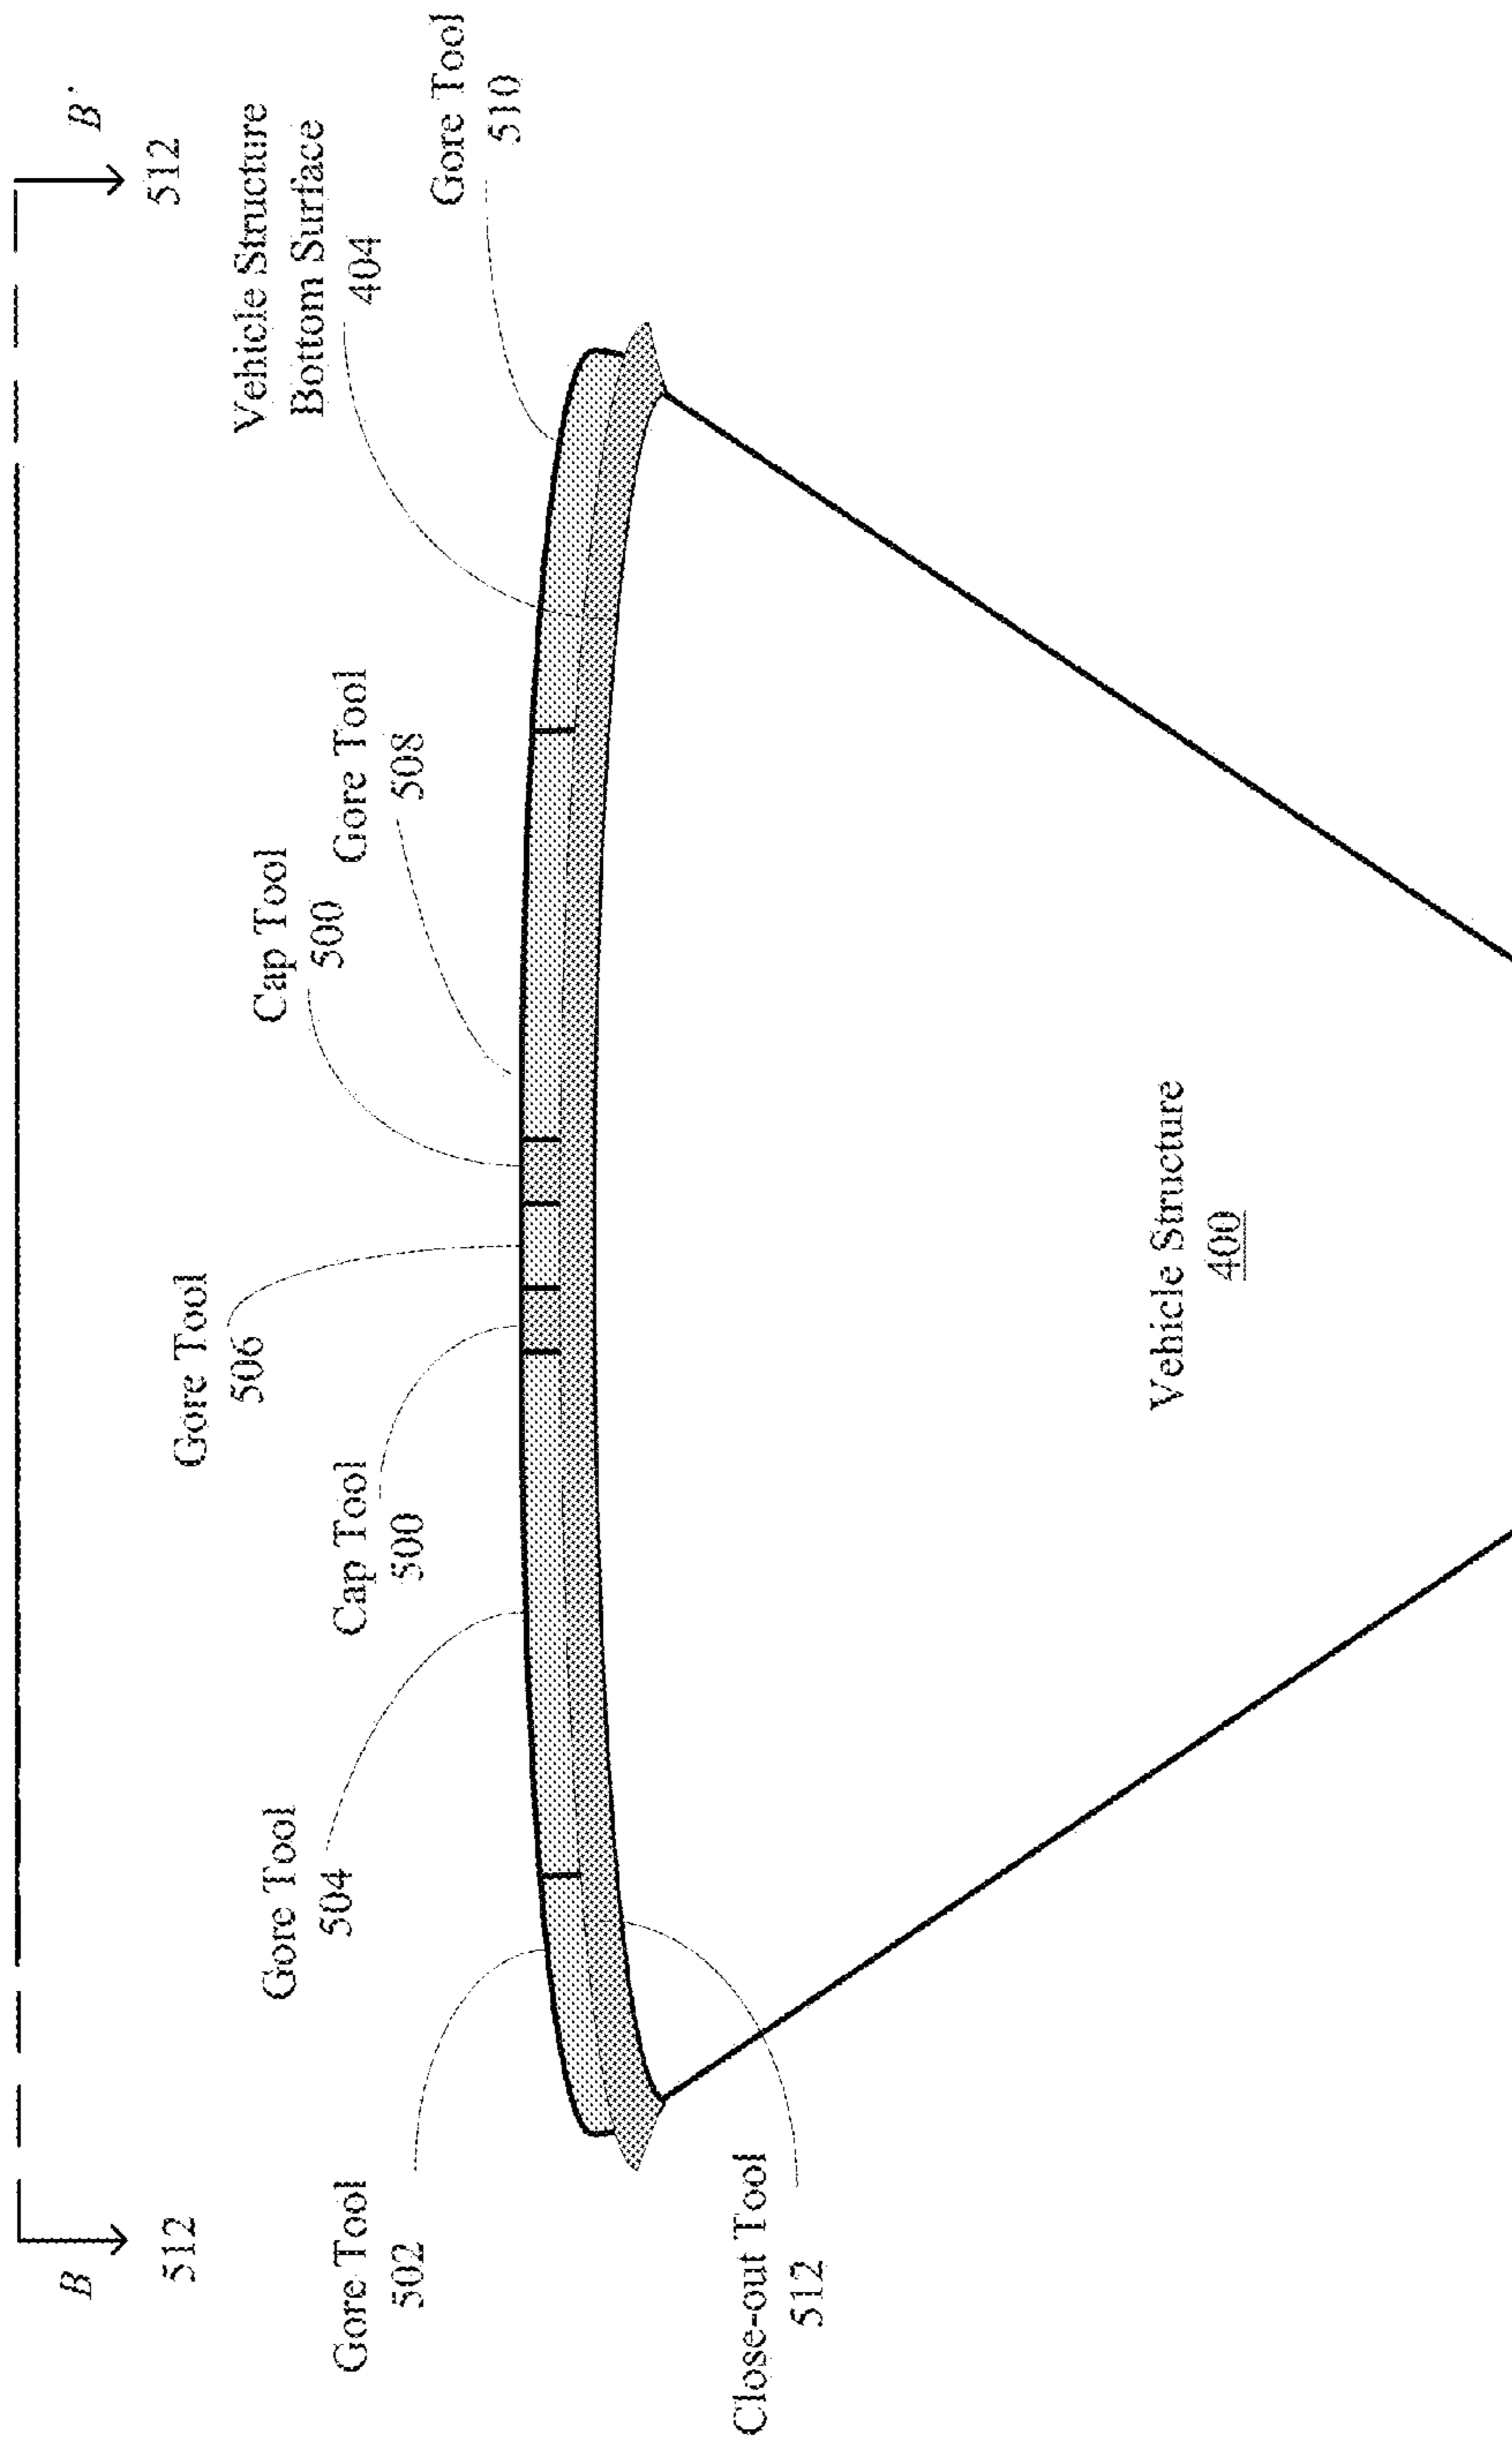 B
512
B'
512
Gore Tool
502
Gore Tool
504
Cap Tool
500
Gore Tool
506
Cap Tool
500
Gore Tool
508
Vehicle Structure
Bottom Surface
404
Gore Tool
510
Close-out Tool
512
Vehicle Structure
400